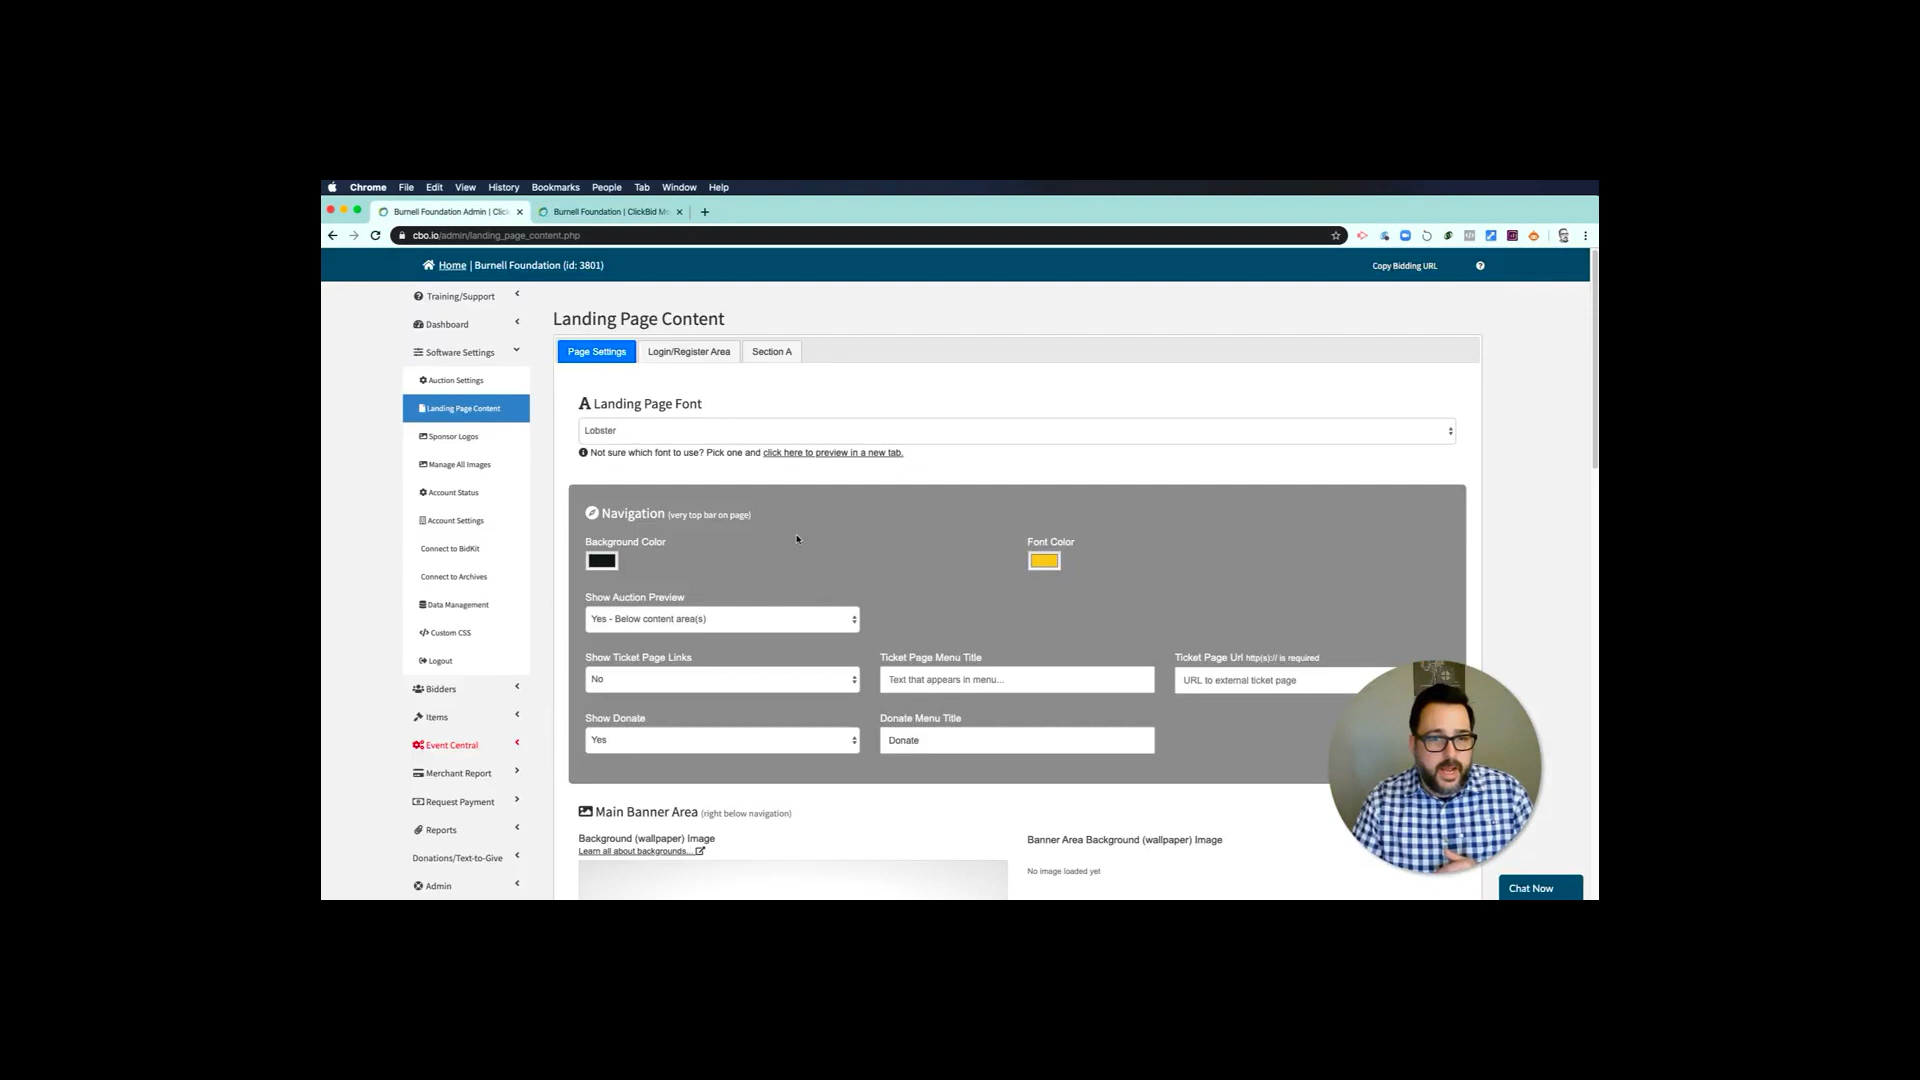 Chrome File Edit View History Bookmarks People Tab Window Help
Burnell Foundation Admin | Click
Burnell Foundation | ClickBid Mo
cbo.io/admin/landing_page_content.php
Home | Burnell Foundation (id: 3801)
Copy Bidding URL
Training/Support
Dashboard
Software Settings
Auction Settings
Landing Page Content
Sponsor Logos
Manage All Images
Account Status
Account Settings
Connect to BidKit
Connect to Archives
Data Management
Custom CSS
Logout
Bidders
Items
Event Central
Merchant Report
Request Payment
Reports
Donations/Text-to-Give
Admin
Landing Page Content
Page Settings Login/Register Area Section A
Landing Page Font
Lobster
Not sure which font to use? Pick one and click here to preview in a new tab.
Navigation (very top bar on page)
Background Color Font Color
Show Auction Preview
Yes - Below content area(s)
Show Ticket Page Links Ticket Page Menu Title Ticket Page Url http(s):// is required
No Text that appears in menu... URL to external ticket page
Show Donate Donate Menu Title
Yes Donate
Main Banner Area (right below navigation)
Background (wallpaper) Image Banner Area Background (wallpaper) Image
Learn all about backgrounds...
No image loaded yet
Chat Now